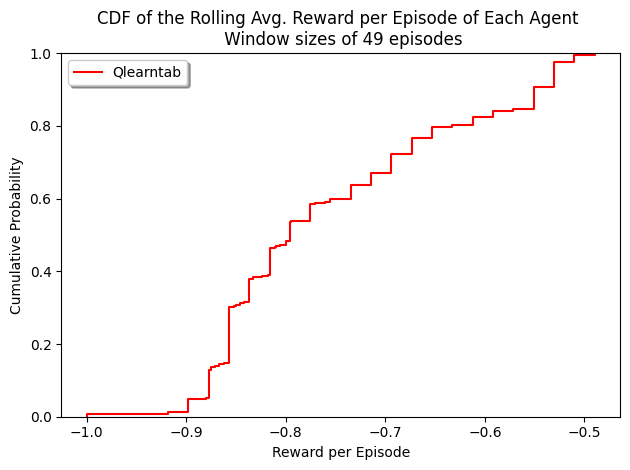 CDF of the Rolling Avg. Reward per Episode of Each Agent
Window sizes of 49 episodes
Qlearntab
1.0
0.8
0.6
0.4
0.2
0.0
Cumulative Probability
−1.0 −0.9 −0.8 −0.7 −0.6 −0.5
Reward per Episode